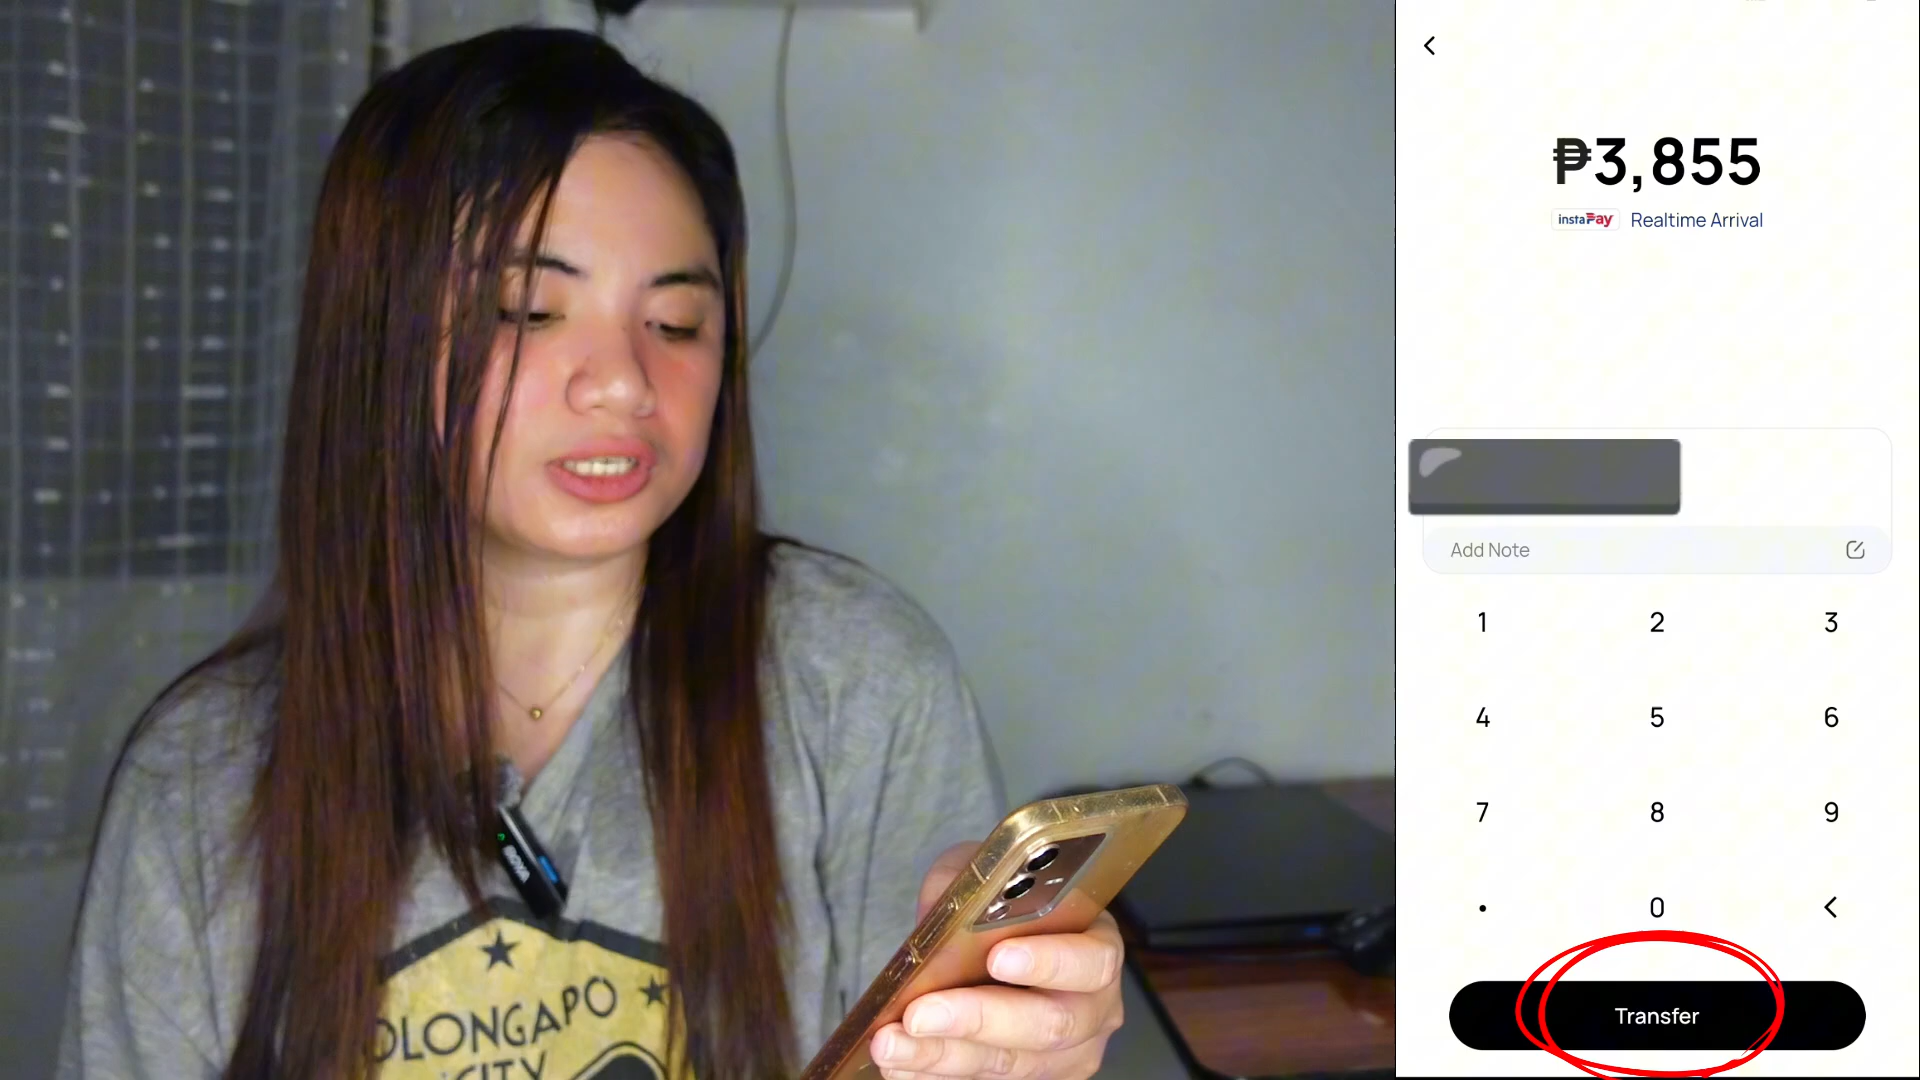 OLONGAPO
CITY
BOYA
₱3,855
instaPay Realtime Arrival
Add Note
1 2 3
4 5 6
7 8 9
. 0
Transfer